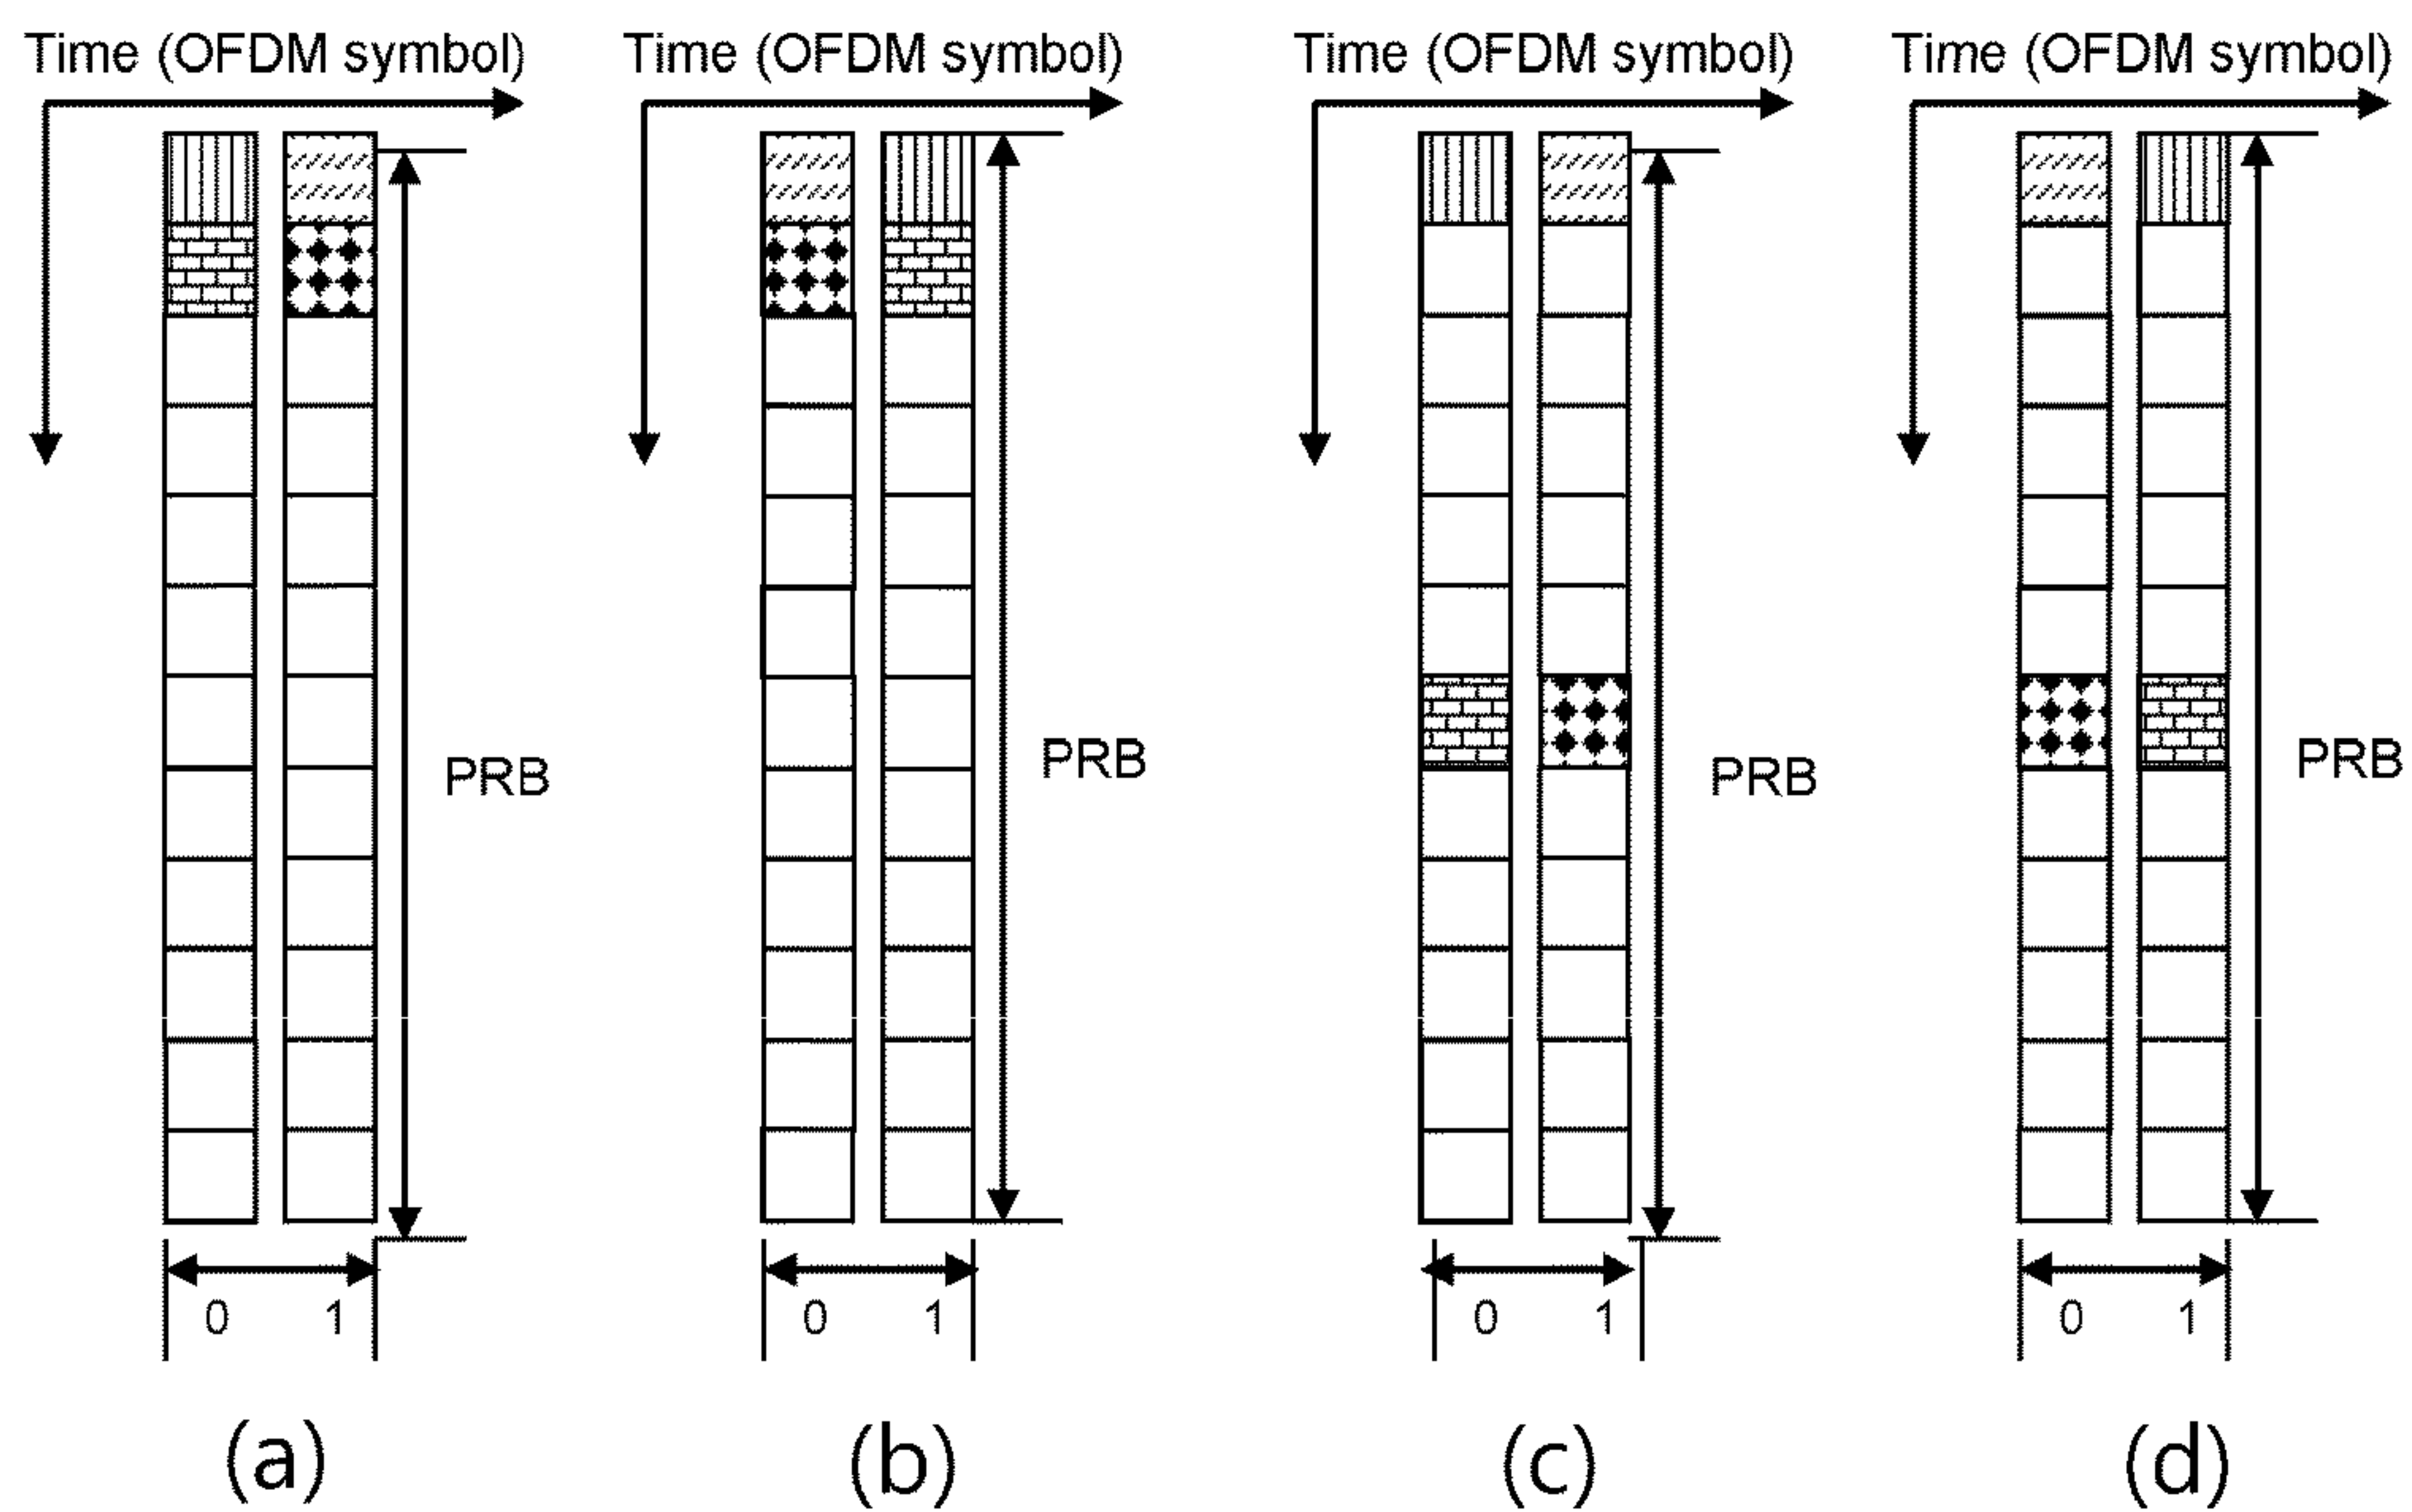 Time (OFDM symbol) Time (OFDM symbol) Time (OFDM symbol) Time (OFDM symbol)
PRB PRB PRB PRB
0 1 0 1 0 1 0 1
(a) (b) (c) (d)